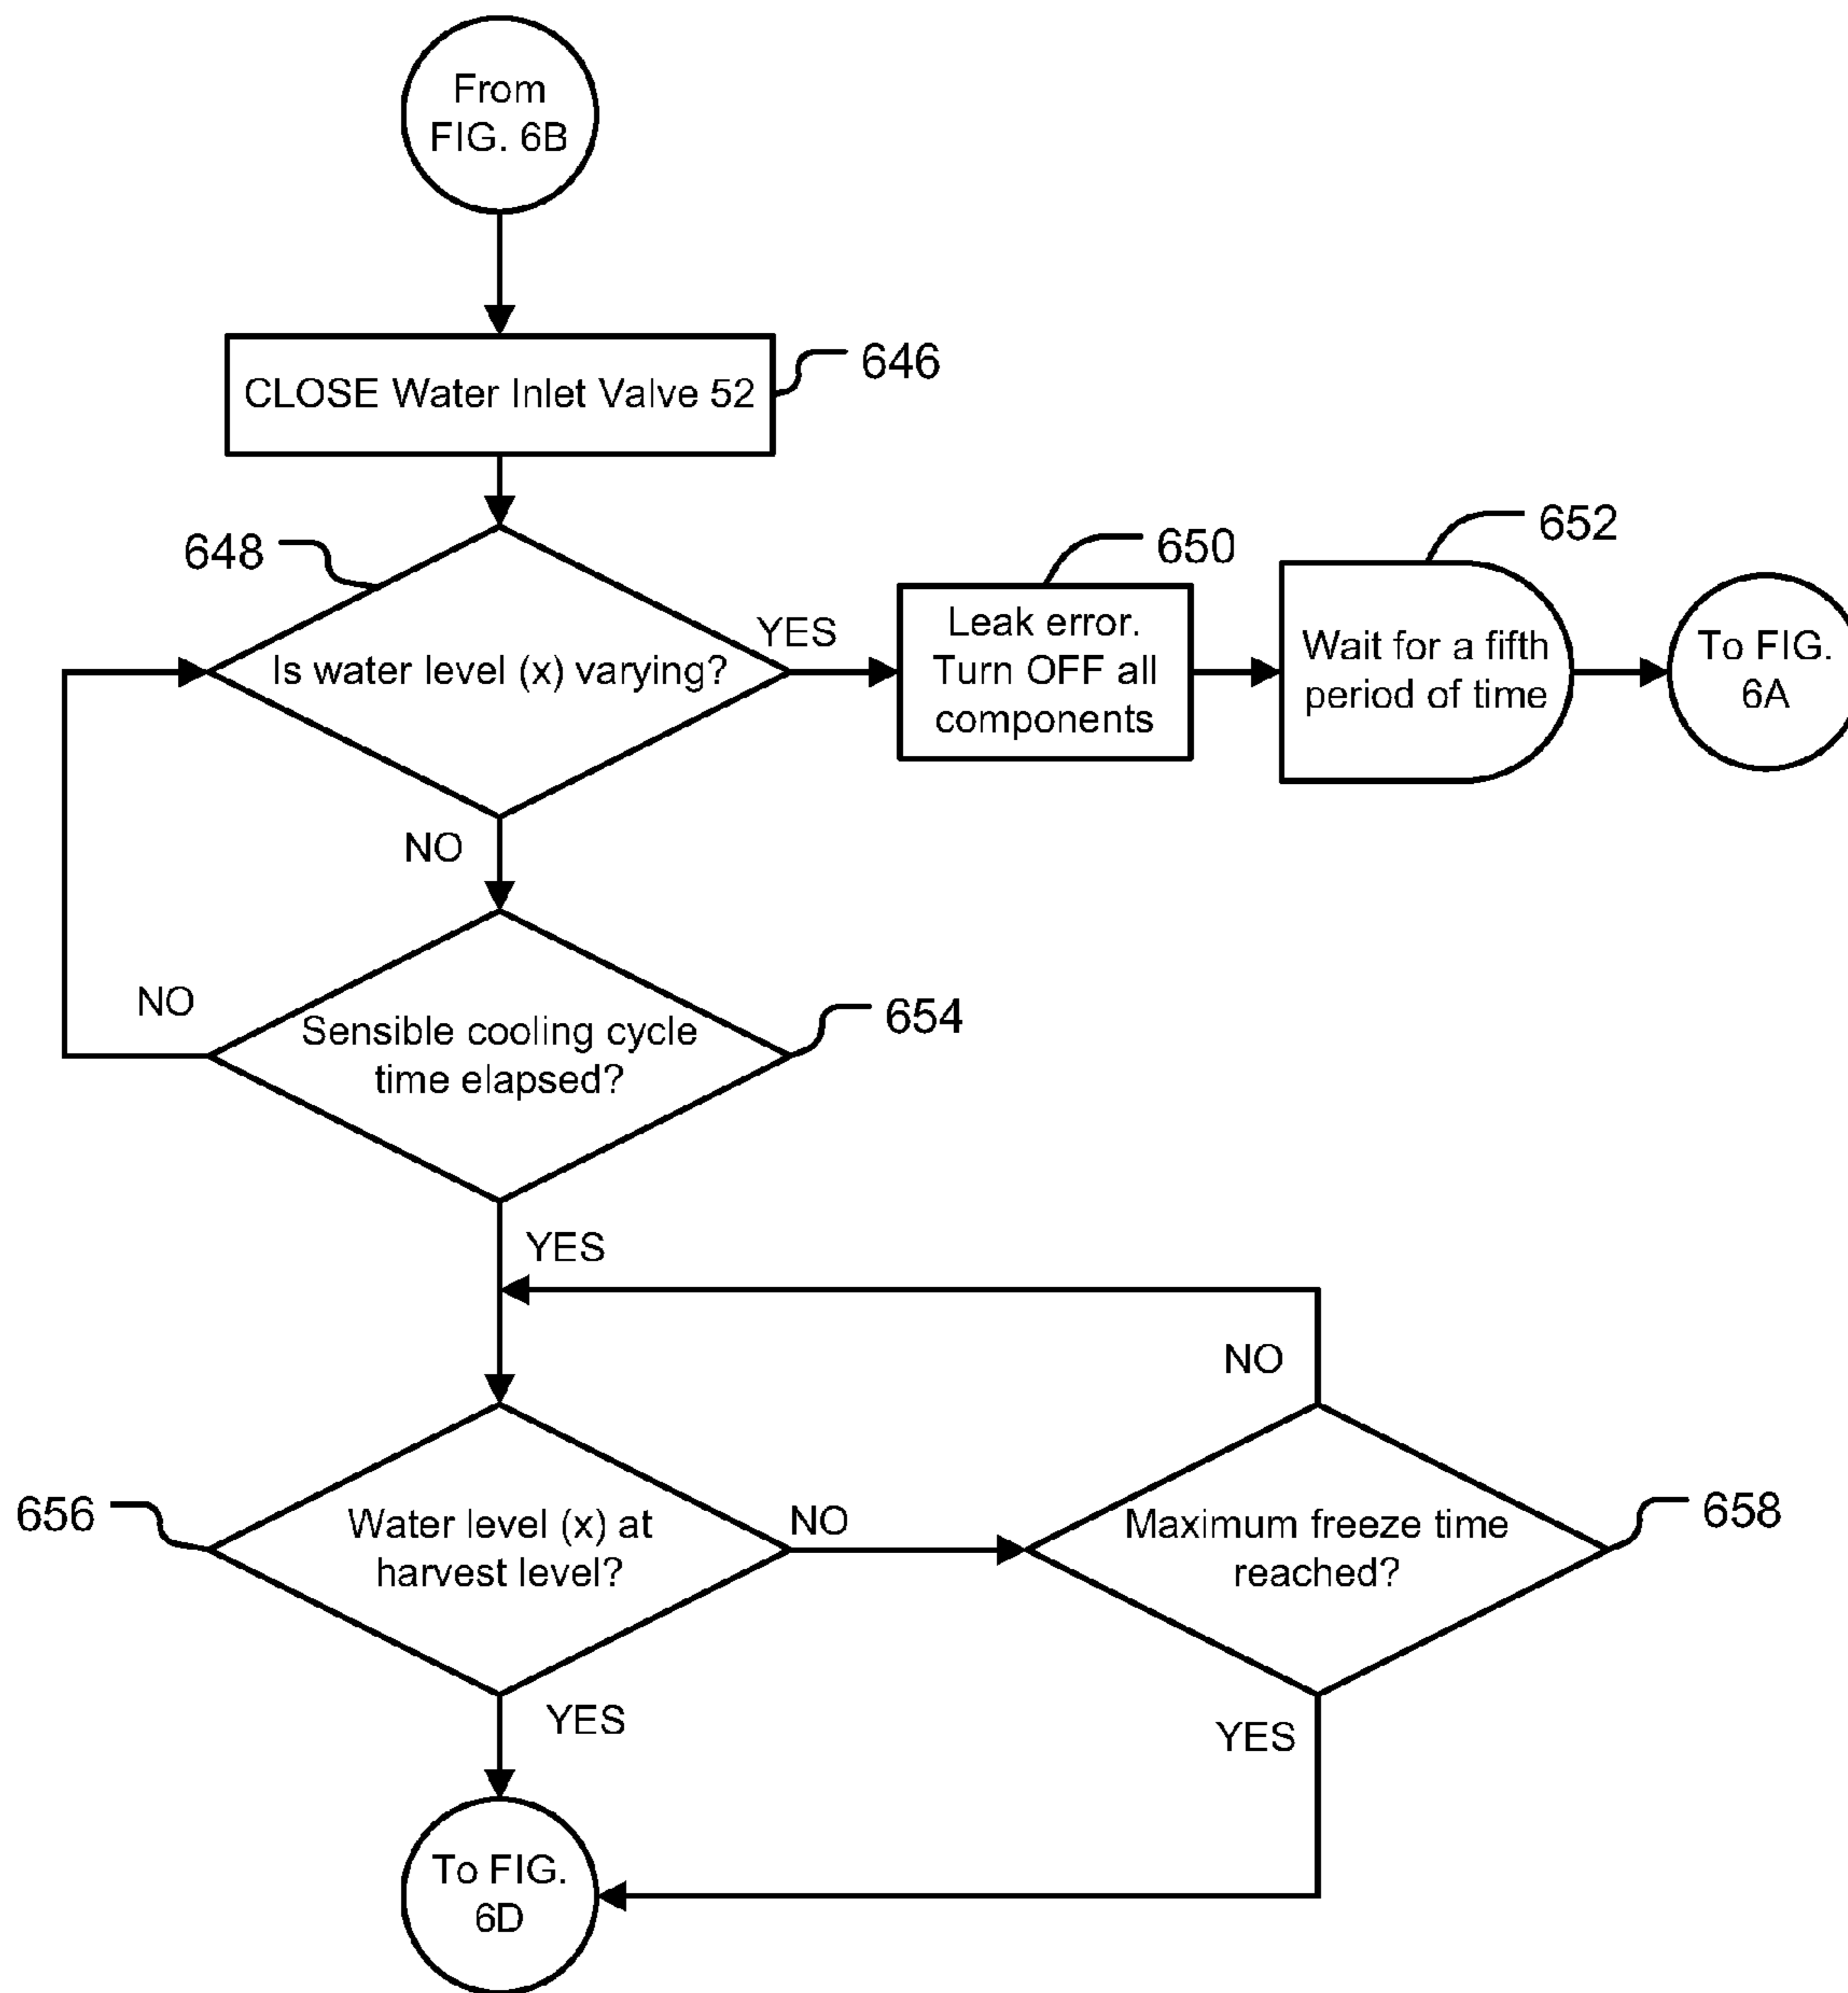 From
FIG. 6B
CLOSE Water Inlet Valve 52
646
648
Is water level (x) varying?
YES
650
Leak error.
Turn OFF all
components
652
Wait for a fifth
period of time
To FIG.
6A
NO
NO
Sensible cooling cycle
time elapsed?
654
YES
NO
656
Water level (x) at
harvest level?
NO
Maximum freeze time
reached?
658
YES
YES
To FIG.
6D